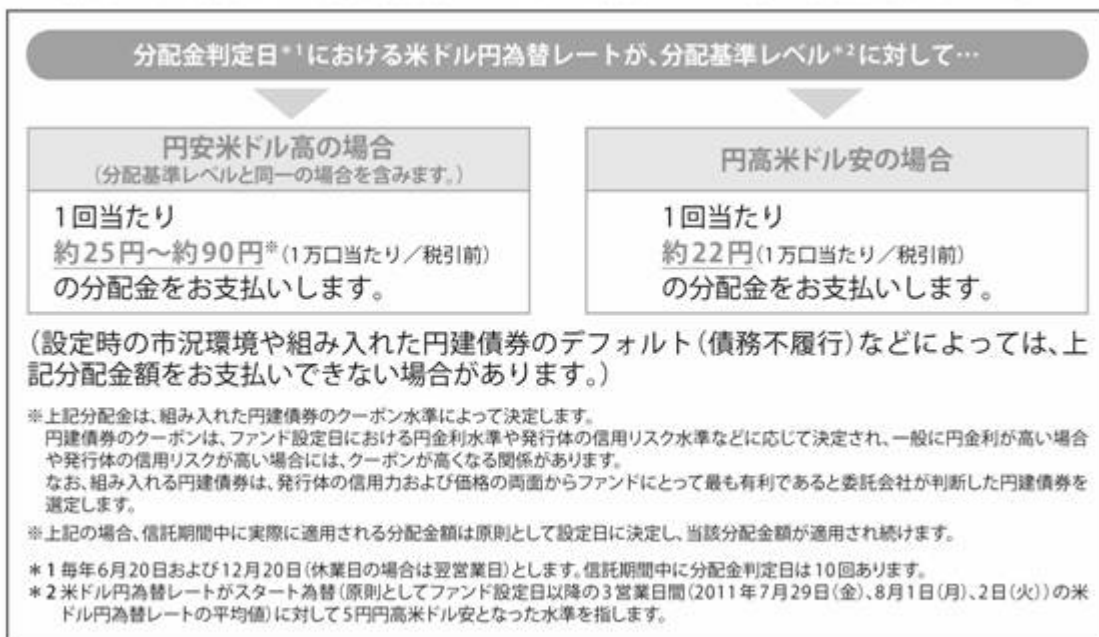 分配金判定日*1における米ドル円為替レートが、分配基準レベル*2に対して…
円安米ドル高の場合
(分配基準レベルと同一の場合を含みます。)
1回当たり
約25円～約90円※(1万口当たり／税引前)
の分配金をお支払いします。
円高米ドル安の場合
1回当たり
約22円(1万口当たり／税引前)
の分配金をお支払いします。
(設定時の市況環境や組み入れた円建債券のデフォルト(債務不履行)などによっては、上
記分配金額をお支払いできない場合があります。)
※上記分配金は、組み入れた円建債券のクーポン水準によって決定します。
円建債券のクーポンは、ファンド設定日における円金利水準や発行体の信用リスク水準などに応じて決定され、一般に円金利が高い場合
や発行体の信用リスクが高い場合には、クーポンが高くなる関係があります。
なお、組み入れる円建債券は、発行体の信用力および価格の両面からファンドにとって最も有利であると委託会社が判断した円建債券を
選定します。
※上記の場合、信託期間中に実際に適用される分配金額は原則として設定日に決定し、当該分配金額が適用され続けます。
＊1 毎年6月20日および12月20日(休業日の場合は翌営業日)とします。信託期間中に分配金判定日は10回あります。
＊2 米ドル円為替レートがスタート為替(原則としてファンド設定日以降の3営業日間(2011年7月29日(金)、8月1日(月)、2日(火))の米
ドル円為替レートの平均値)に対して5円円高米ドル安となった水準を指します。